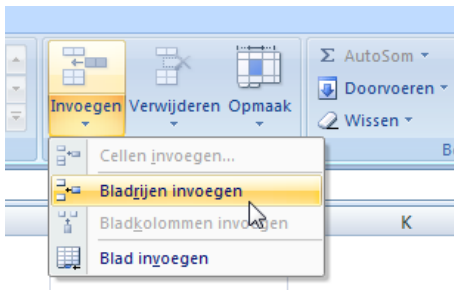 Invoegen Verwijderen Opmaak
Σ AutoSom
Doorvoeren
Wissen
Cellen invoegen...
Bladrijen invoegen
Bladkolommen invoegen
Blad invoegen
K